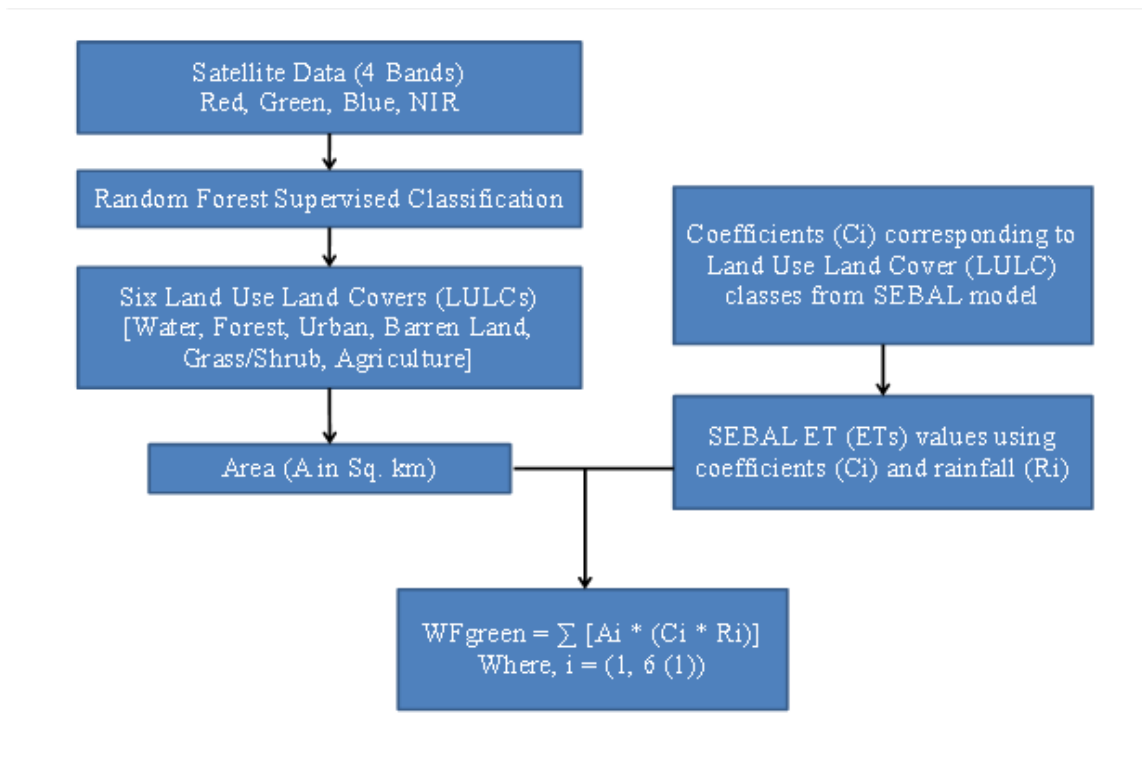 Satellite Data (4 Bands)
Red, Green, Blue, NIR
Random Forest Supervised Classification
Six Land Use Land Covers (LULCs)
[Water, Forest, Urban, Barren Land,
Grass/Shrub, Agriculture]
Area (A in Sq. km)
Coefficients (Ci) corresponding to
Land Use Land Cover (LULC)
classes from SEBAL model
SEBAL ET (ETs) values using
coefficients (Ci) and rainfall (Ri)
WFgreen = ∑ [Ai * (Ci * Ri)]
Where, i = (1, 6 (1))